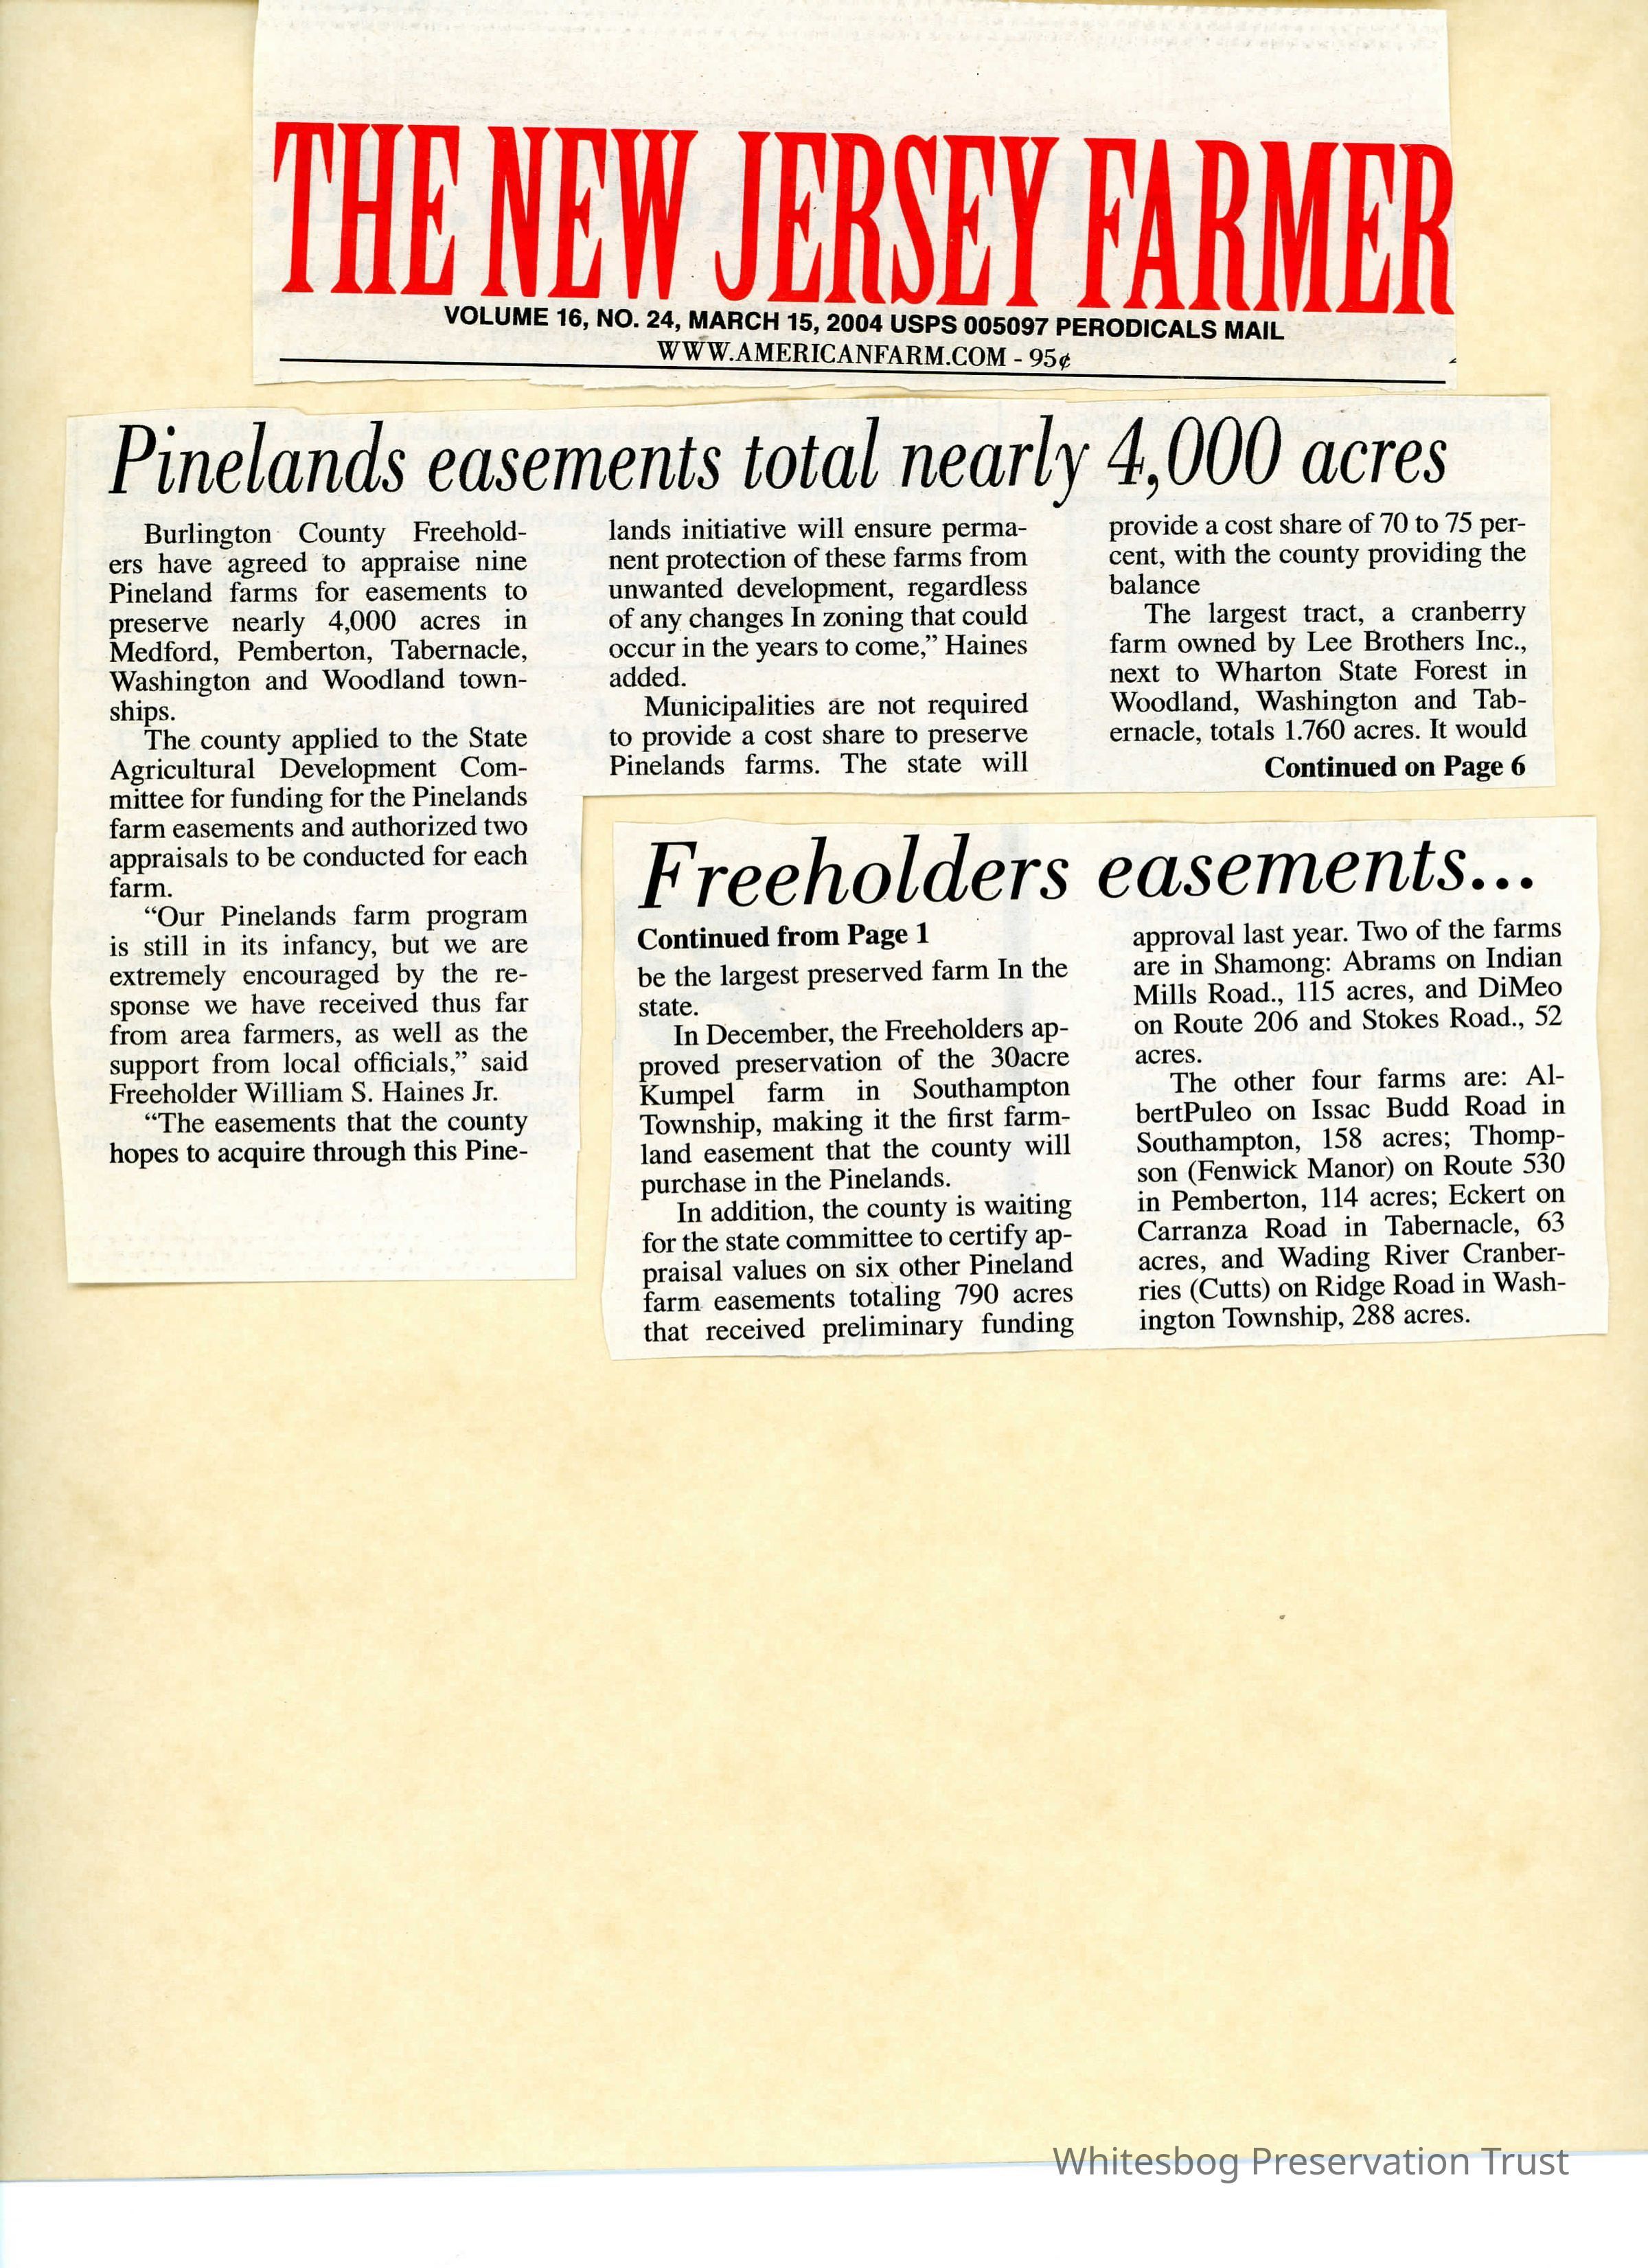 THE NEW JERSEY FARMER
VOLUME 16, NO. 24, MARCH 15, 2004 USPS 005097 PERODICALS MAIL
WWW.AMERICANFARM.COM - 95¢
Pinelands easements total nearly 4,000 acres
Burlington County Freehold-
ers have agreed to appraise nine
Pineland farms for easements to
preserve nearly 4,000 acres in
Medford, Pemberton, Tabernacle,
Washington and Woodland town-
ships.
The county applied to the State
Agricultural Development Com-
mittee for funding for the Pinelands
farm easements and authorized two
appraisals to be conducted for each
farm.
“Our Pinelands farm program
is still in its infancy, but we are
extremely encouraged by the re-
sponse we have received thus far
from area farmers, as well as the
support from local officials,” said
Freeholder William S. Haines Jr.
“The easements that the county
hopes to acquire through this Pine-
lands initiative will ensure perma-
nent protection of these farms from
unwanted development, regardless
of any changes In zoning that could
occur in the years to come,” Haines
added.
Municipalities are not required
to provide a cost share to preserve
Pinelands farms. The state will
provide a cost share of 70 to 75 per-
cent, with the county providing the
balance
The largest tract, a cranberry
farm owned by Lee Brothers Inc.,
next to Wharton State Forest in
Woodland, Washington and Tab-
ernacle, totals 1.760 acres. It would
Continued on Page 6
Freeholders easements...
Continued from Page 1
be the largest preserved farm In the
state.
In December, the Freeholders ap-
proved preservation of the 30acre
Kumpel farm in Southampton
Township, making it the first farm-
land easement that the county will
purchase in the Pinelands.
In addition, the county is waiting
for the state committee to certify ap-
praisal values on six other Pineland
farm easements totaling 790 acres
that received preliminary funding
approval last year. Two of the farms
are in Shamong: Abrams on Indian
Mills Road., 115 acres, and DiMeo
on Route 206 and Stokes Road., 52
acres.
The other four farms are: Al-
bertPuleo on Issac Budd Road in
Southampton, 158 acres; Thomp-
son (Fenwick Manor) on Route 530
in Pemberton, 114 acres; Eckert on
Carranza Road in Tabernacle, 63
acres, and Wading River Cranber-
ries (Cutts) on Ridge Road in Wash-
ington Township, 288 acres.
Whitesbog Preservation Trust